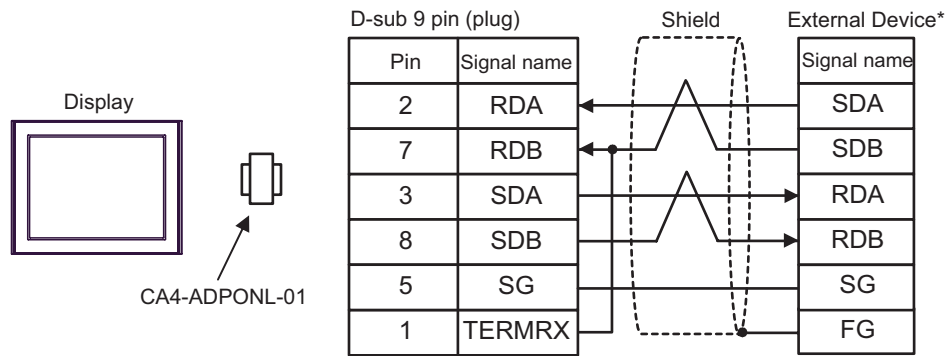 D-sub 9 pin (plug) Shield External Device*
Pin Signal name Signal name
Display
2 RDA SDA
7 RDB SDB
3 SDA RDA
8 SDB RDB
5 SG SG
CA4-ADPONL-01
1 TERMRX FG